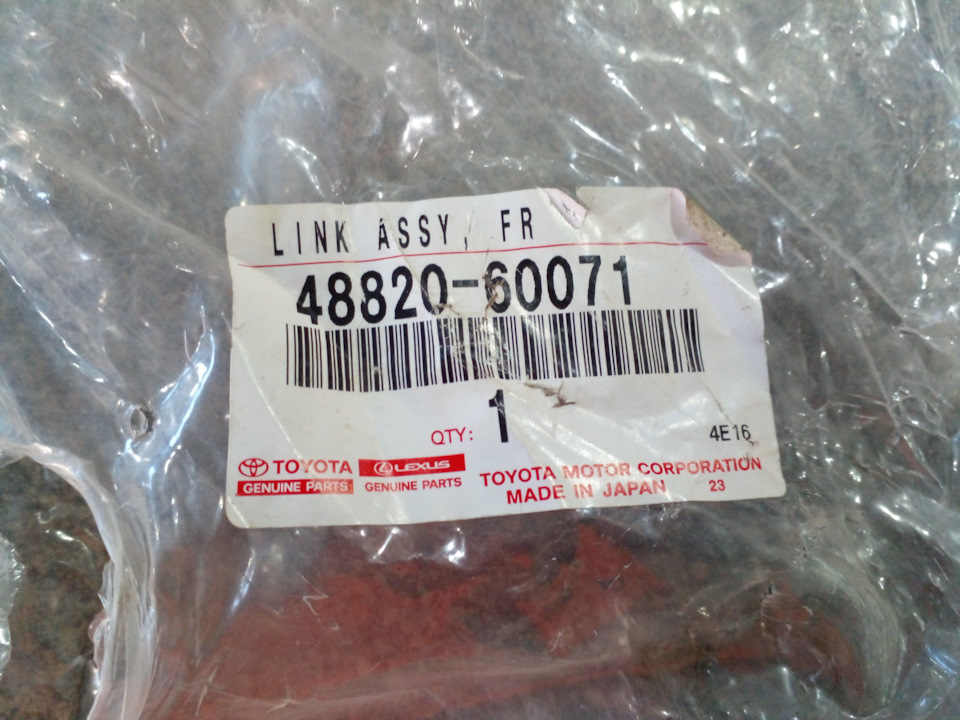 LINK ASSY, FR
48820-60071
QTY: 1
4E16
TOYOTA
GENUINE PARTS
LEXUS
GENUINE PARTS
TOYOTA MOTOR CORPORATION
MADE IN JAPAN 23